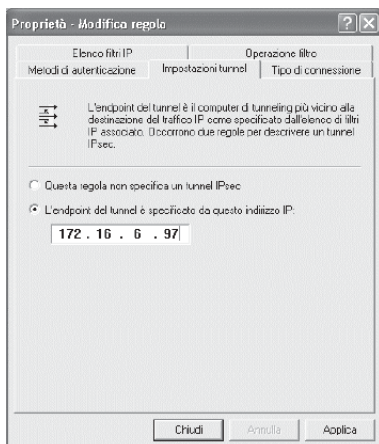 Proprietà - Modifica regola
Elenco filtri IP
Operazione filtro
Metodi di autenticazione
Impostazioni tunnel
Tipo di connessione
L'endpoint del tunnel è il computer di tunneling più vicino alla
destinazione del traffico IP come specificato dall'elenco di filtri
IP associato. Occorrono due regole per descrivere un tunnel
IPsec.
Questa regola non specifica un tunnel IPsec
L'endpoint del tunnel è specificato da questo indirizzo IP:
172 . 16 . 6 . 97
Chiudi
Annulla
Applica